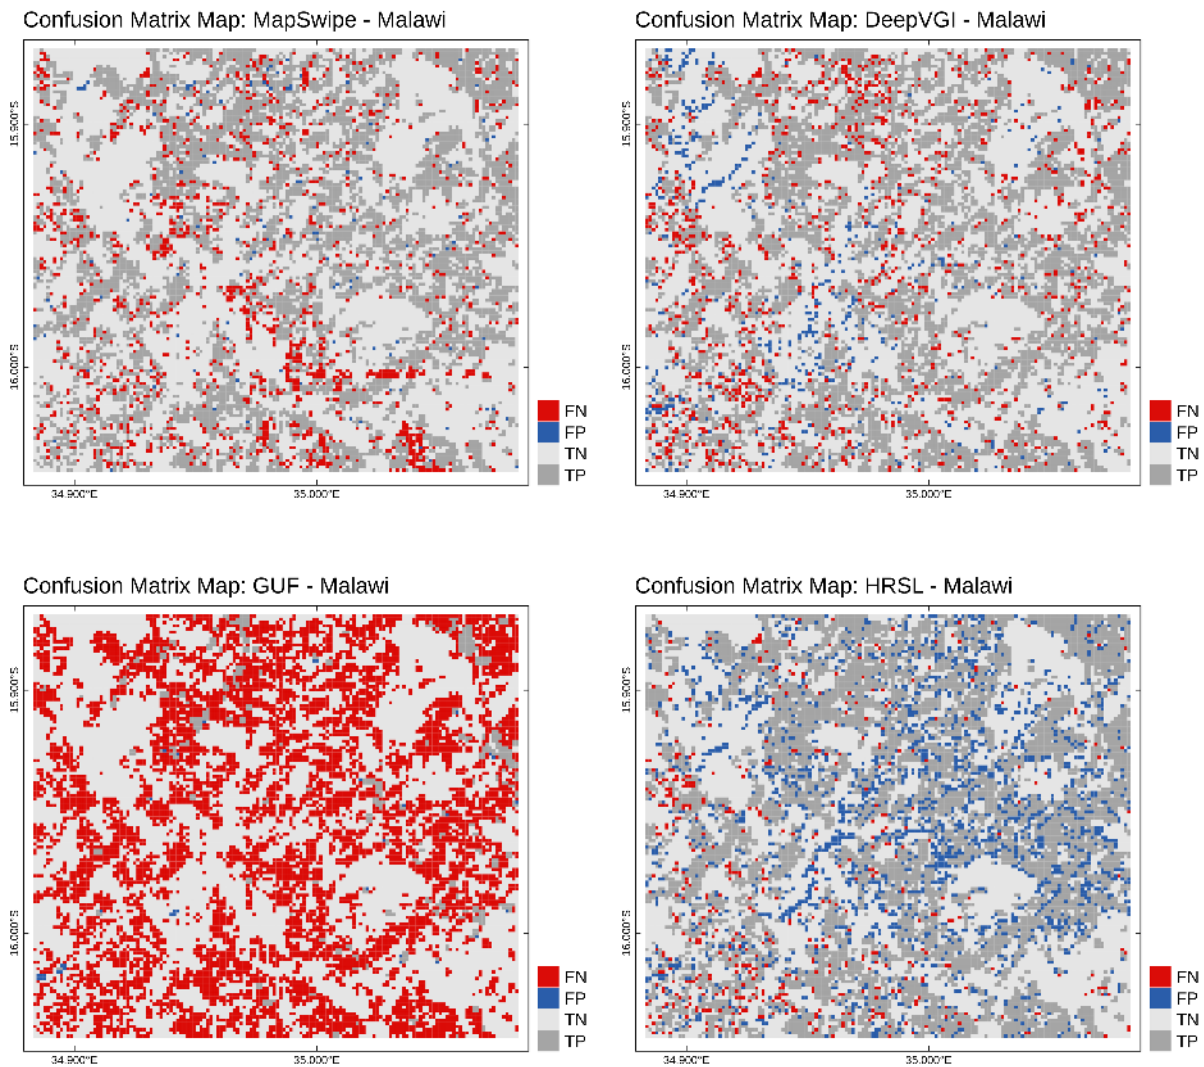 Confusion Matrix Map: MapSwipe - Malawi
15.900°S
16.000°S
34.900°E
35.000°E
FN
FP
TN
TP
Confusion Matrix Map: DeepVGI - Malawi
15.900°S
16.000°S
34.900°E
35.000°E
FN
FP
TN
TP
Confusion Matrix Map: GUF - Malawi
15.900°S
16.000°S
34.900°E
35.000°E
FN
FP
TN
TP
Confusion Matrix Map: HRSL - Malawi
15.900°S
16.000°S
34.900°E
35.000°E
FN
FP
TN
TP